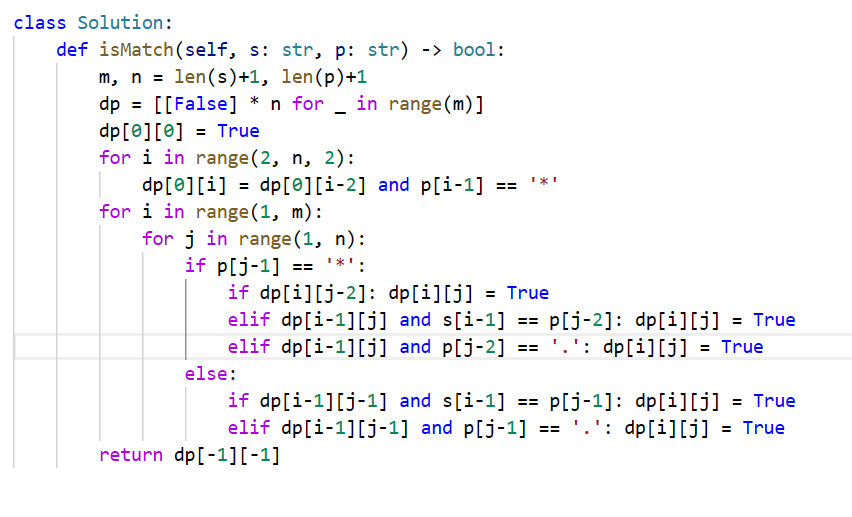 class Solution:
    def isMatch(self, s: str, p: str) -> bool:
        m, n = len(s)+1, len(p)+1
        dp = [[False] * n for _ in range(m)]
        dp[0][0] = True
        for i in range(2, n, 2):
            dp[0][i] = dp[0][i-2] and p[i-1] == '*'
        for i in range(1, m):
            for j in range(1, n):
                if p[j-1] == '*':
                    if dp[i][j-2]: dp[i][j] = True
                    elif dp[i-1][j] and s[i-1] == p[j-2]: dp[i][j] = True
                    elif dp[i-1][j] and p[j-2] == '.': dp[i][j] = True
                else:
                    if dp[i-1][j-1] and s[i-1] == p[j-1]: dp[i][j] = True
                    elif dp[i-1][j-1] and p[j-1] == '.': dp[i][j] = True
        return dp[-1][-1]